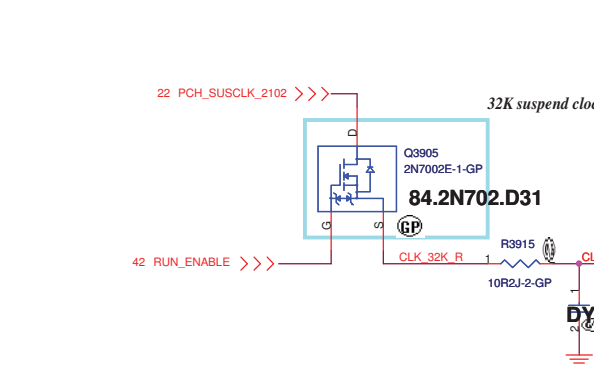 22 PCH_SUSCLK_2102
32K suspend
D
Q3905
2N7002E-1-GP
84.2N702.D31
G
S
GP
42 RUN_ENABLE
CLK_32K_R
1
R3915
10R2J-2-GP
1
2